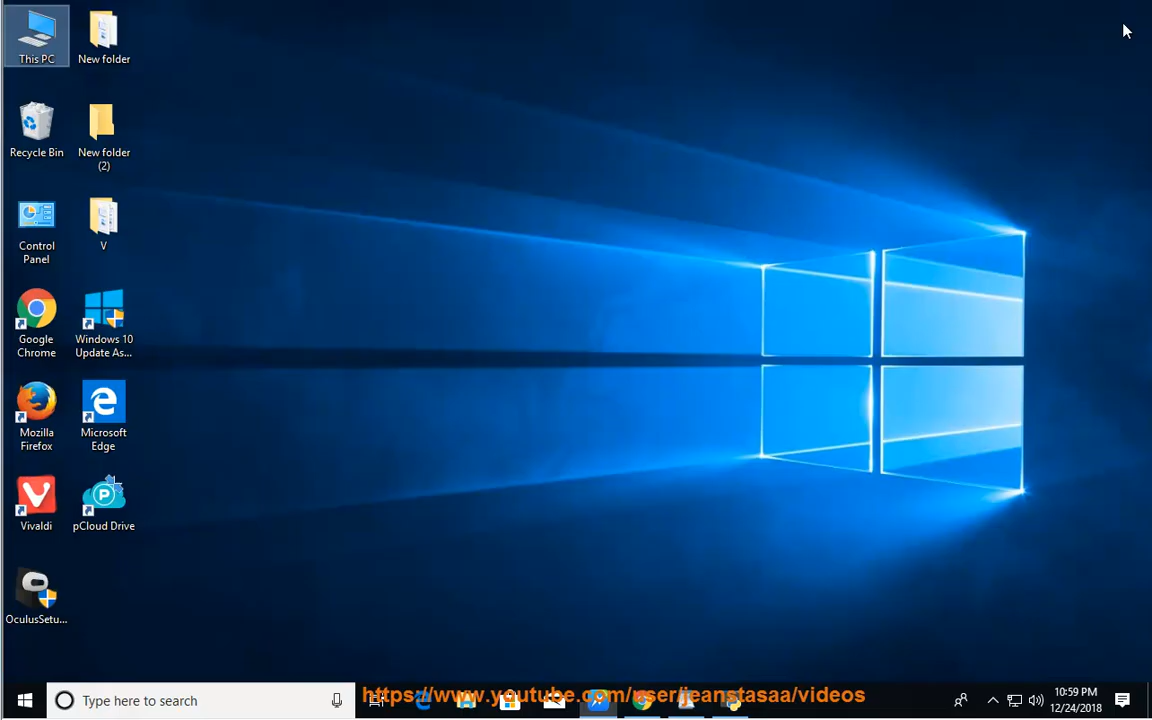 This PC
New folder
Recycle Bin
New folder
(2)
Control
Panel
V
Google
Chrome
Windows 10
Update As...
Mozilla
Firefox
Microsoft
Edge
Vivaldi
P
pCloud Drive
OculusSetu...
Type here to search
https://www.youtube.com/user/jeanstasaa/videos
10:59 PM
12/24/2018